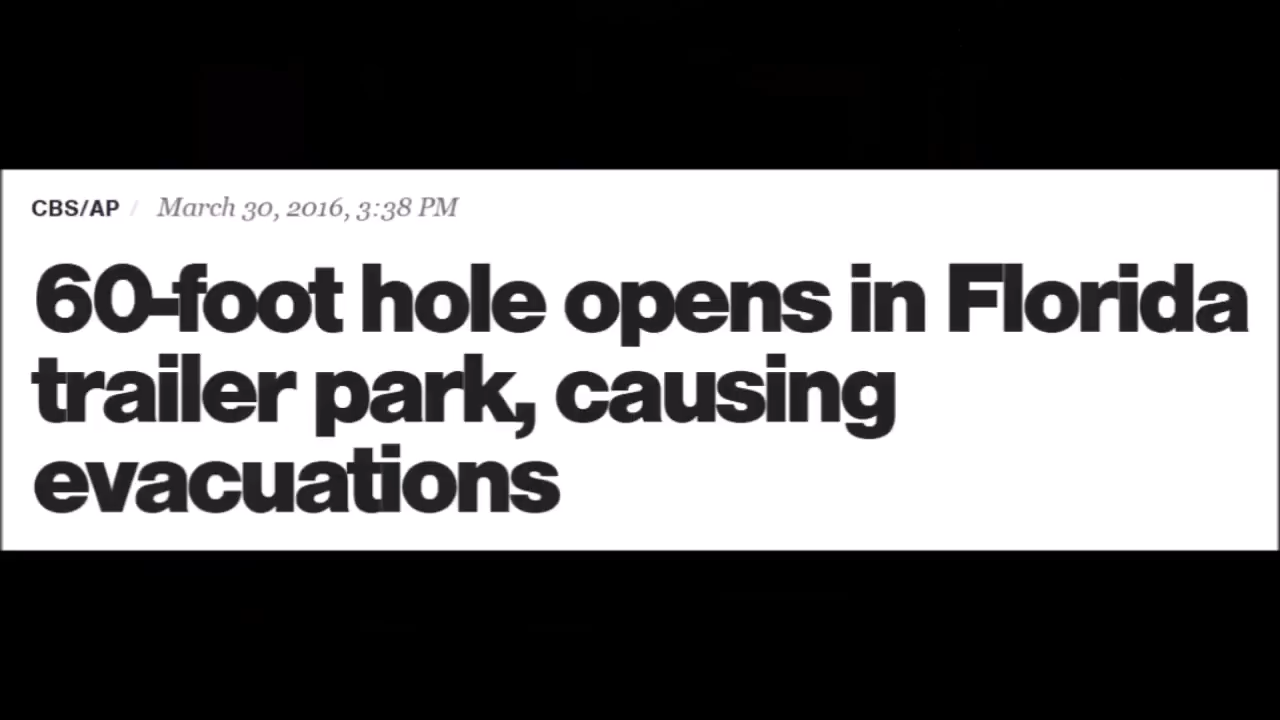 CBS/AP / March 30, 2016, 3:38 PM
60-foot hole opens in Florida
trailer park, causing
evacuations